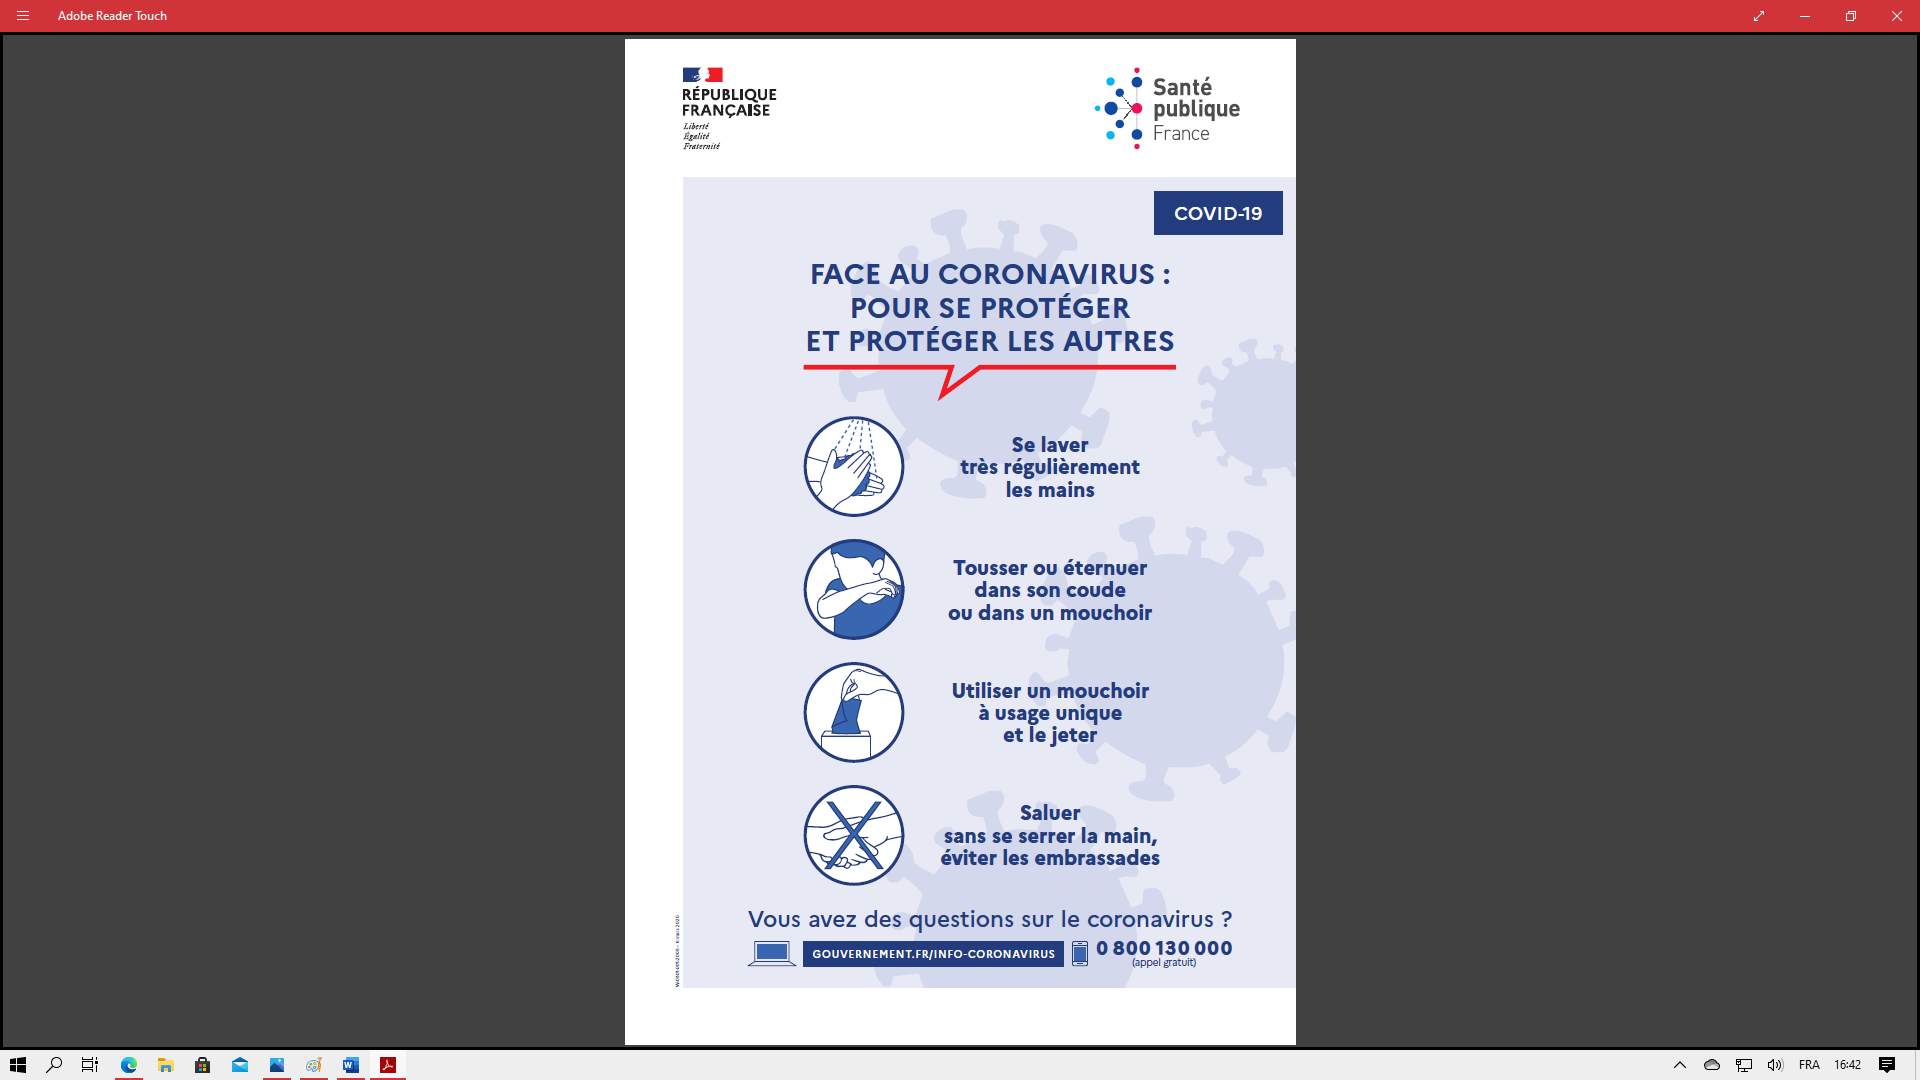 Adobe Reader Touch
RÉPUBLIQUE
FRANÇAISE
Liberté
Égalité
Fraternité
Santé
publique
France
COVID-19
FACE AU CORONAVIRUS :
POUR SE PROTÉGER
ET PROTÉGER LES AUTRES
Se laver
très régulièrement
les mains
Tousser ou éternuer
dans son coude
ou dans un mouchoir
Utiliser un mouchoir
à usage unique
et le jeter
Saluer
sans se serrer la main,
éviter les embrassades
Vous avez des questions sur le coronavirus ?
GOUVERNEMENT.FR/INFO-CORONAVIRUS
0 800 130 000
(appel gratuit)
FRA
16:42